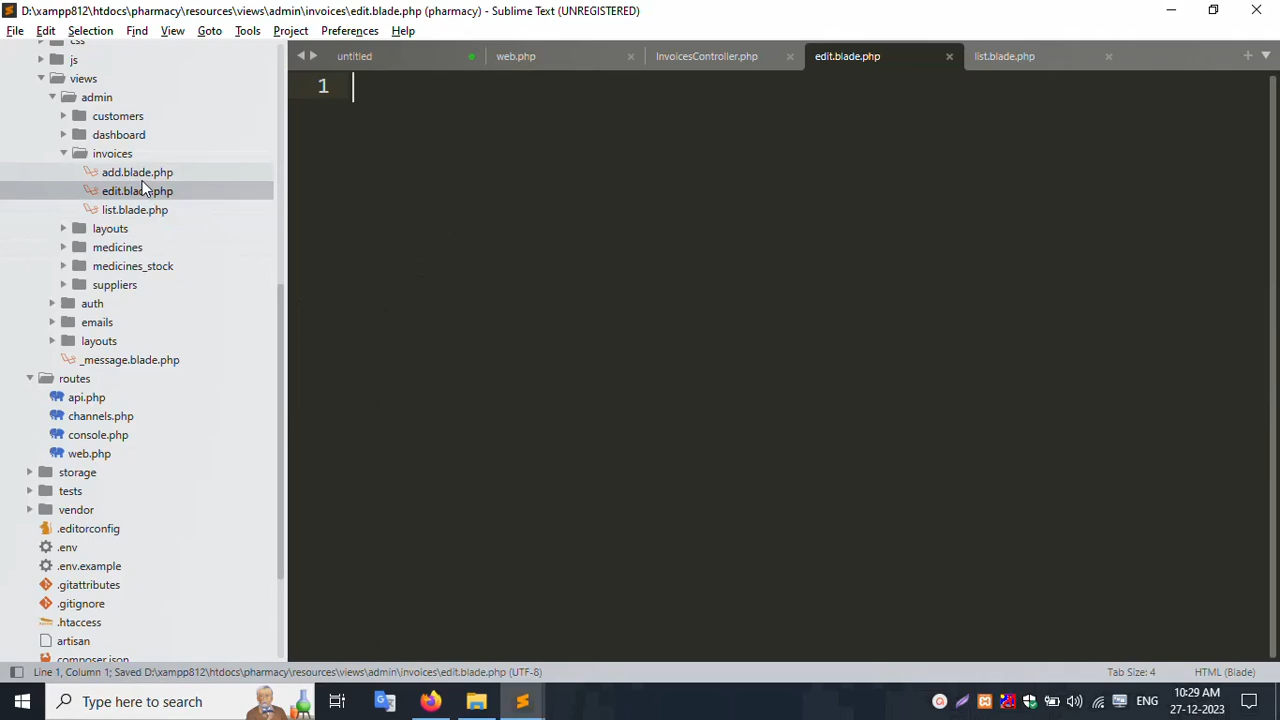 D:\xampp812\htdocs\pharmacy\resources\views\admin\invoices\edit.blade.php (pharmacy) - Sublime Text (UNREGISTERED)
File Edit Selection Find View Goto Tools Project Preferences Help
css
js
views
admin
customers
dashboard
invoices
add.blade.php
edit.blade.php
list.blade.php
layouts
medicines
medicines_stock
suppliers
auth
emails
layouts
_message.blade.php
routes
api.php
channels.php
console.php
web.php
storage
tests
vendor
.editorconfig
.env
.env.example
.gitattributes
.gitignore
.htaccess
artisan
composer.json
untitled web.php InvoicesController.php edit.blade.php list.blade.php
1
Line 1, Column 1; Saved D:\xampp812\htdocs\pharmacy\resources\views\admin\invoices\edit.blade.php (UTF-8) Tab Size: 4 HTML (Blade)
Type here to search
ENG
10:29 AM
27-12-2023